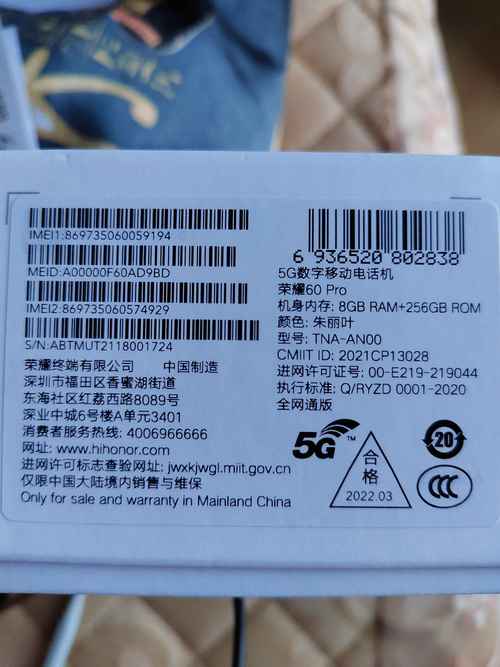 IMEI1:869735060059194
MEID:A00000F60AD9BD
IMEI2:869735060574929
S/N:ABTMUT2118001724
荣耀终端有限公司 中国制造
深圳市福田区香蜜湖街道
东海社区红荔西路8089号
深业中城6号楼A单元3401
消费者服务热线: 4006966666
网址: www.hihonor.com
进网许可标志查验网址: jwxkjwgl.miit.gov.cn
仅限中国大陆境内销售与维保
Only for sale and warranty in Mainland China
6 936520 802838
5G数字移动电话机
荣耀60 Pro
机身内存: 8GB RAM+256GB ROM
颜色: 朱丽叶
型号: TNA-AN00
CMIIT ID: 2021CP13028
进网许可证号: 00-E219-219044
执行标准: Q/RYZD 0001-2020
全网通版
5G TM
合格
2022.03
20
CCC